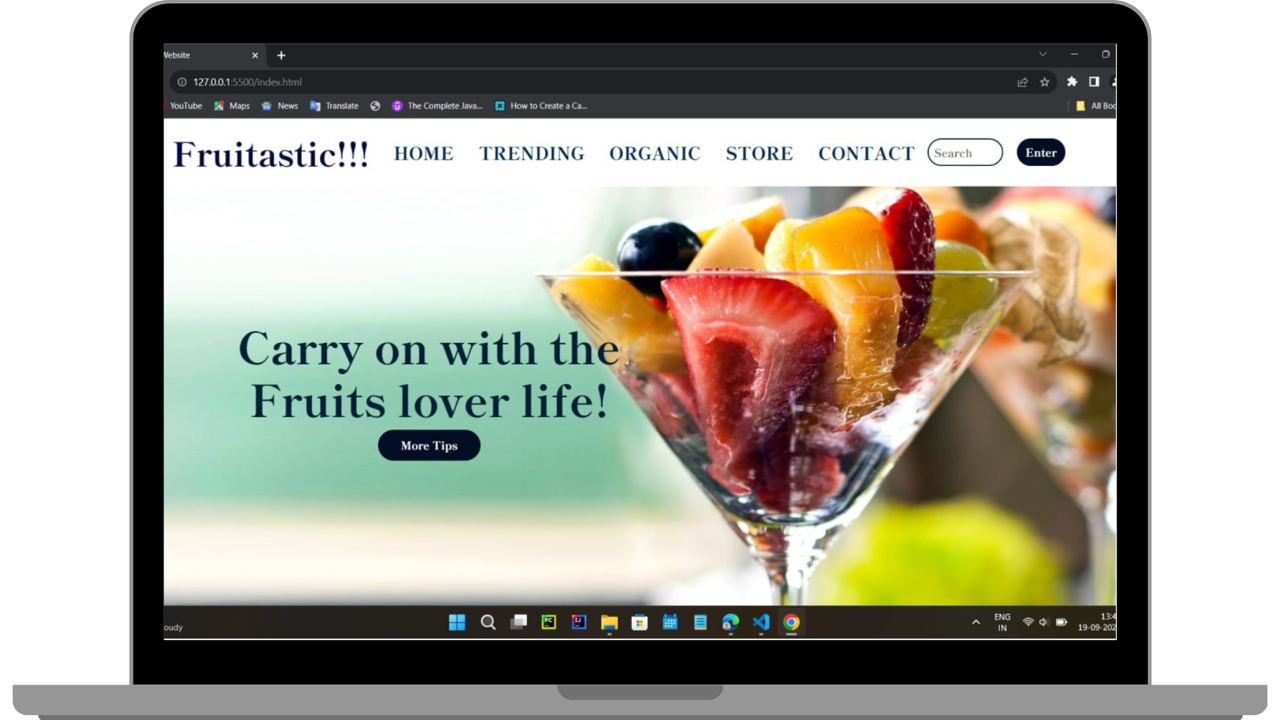 Website
127.0.0.1:5500/index.html
YouTube Maps News Translate The Complete Java... How to Create a Ca... All Boo
Fruitastic!!! HOME TRENDING ORGANIC STORE CONTACT Search Enter
Carry on with the
Fruits lover life!
More Tips
oudy
ENG
IN
13:4
19-09-202